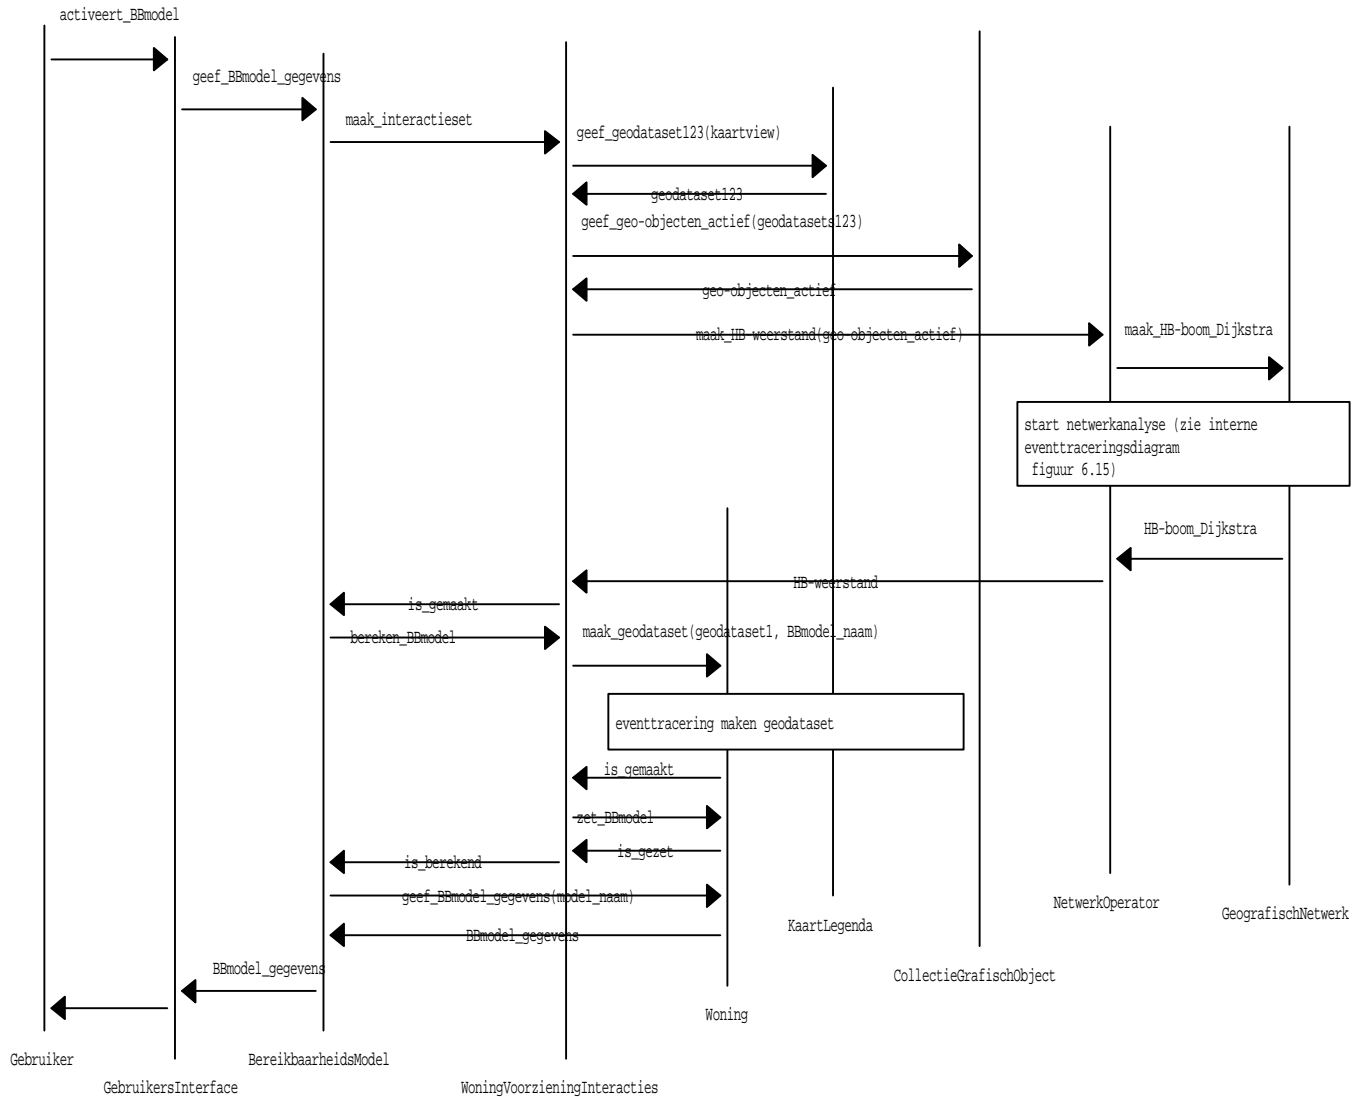 activeert_BBmodel
geef_BBmodel_gegevens
maak_interactieset
geef_geodataset123(kaartview)
geodataset123
geef_geo-objecten_actief(geodatasets123)
geo-objecten_actief
maak_HB-weerstand(geo-objecten_actief)
maak_HB-boom_Dijkstra
start netwerkanalyse (zie interne
eventtraceringsdiagram
figuur 6.15)
HB-boom_Dijkstra
HB-weerstand
is_gemaakt
bereken_BBmodel
maak_geodataset(geodataset1, BBmodel_naam)
eventtracering maken geodataset
is_gemaakt
zet_BBmodel
is_gezet
is_berekend
geef_BBmodel_gegevens(model_naam)
BBmodel_gegevens
BBmodel_gegevens
NetwerkOperator
GeografischNetwerk
KaartLegenda
CollectieGrafischObject
Woning
Gebruiker
BereikbaarheidsModel
GebruikersInterface
WoningVoorzieningInteracties